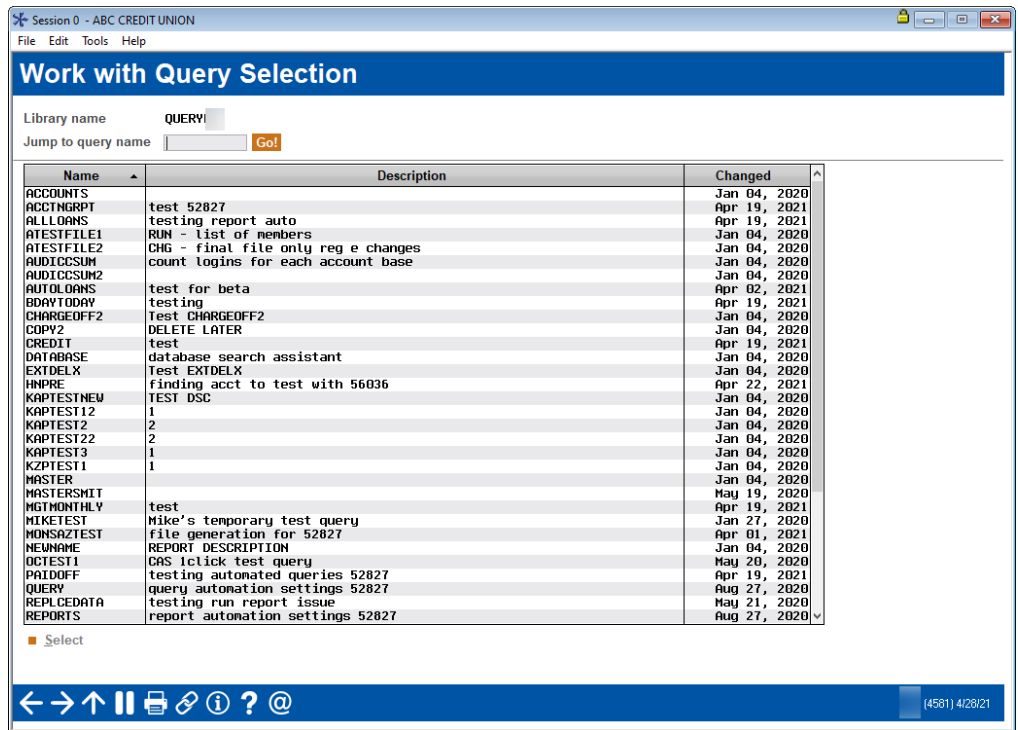 Session 0 - ABC CREDIT UNION
File Edit Tools Help
Work with Query Selection
Library name QUERY
Jump to query name Go!
Name Description Changed
ACCOUNTS Jan 04, 2020
ACCTNGRPT test 52827 Apr 19, 2021
ALLLOANS testing report auto Apr 19, 2021
ATESTFILE1 RUN - list of members Jan 04, 2020
ATESTFILE2 CHG - final file only reg e changes Jan 04, 2020
AUDICCSUM count logins for each account base Jan 04, 2020
AUDICCSUM2 Jan 04, 2020
AUTOLOANS test for beta Apr 02, 2021
BDAYTODAY testing Apr 19, 2021
CHARGEOFF2 Test CHARGEOFF2 Jan 04, 2020
COPY2 DELETE LATER Jan 04, 2020
CREDIT test Apr 19, 2021
DATABASE database search assistant Jan 04, 2020
EXTDELX Test EXTDELX Jan 04, 2020
HNPRE finding acct to test with 56036 Apr 22, 2021
KAPTESTNEW TEST DSC Jan 04, 2020
KAPTEST12 1 Jan 04, 2020
KAPTEST2 2 Jan 04, 2020
KAPTEST22 2 Jan 04, 2020
KAPTEST3 1 Jan 04, 2020
KZPTEST1 1 Jan 04, 2020
MASTER Jan 04, 2020
MASTERSMIT May 19, 2020
MGTMONTHLY test Apr 19, 2021
MIKETEST Mike's temporary test query Jan 27, 2020
MONSAZTEST file generation for 52827 Apr 01, 2021
NEWNAME REPORT DESCRIPTION Jan 04, 2020
OCTEST1 CAS 1click test query May 20, 2020
PAIDOFF testing automated queries 52827 Apr 19, 2021
QUERY query automation settings 52827 Aug 27, 2020
REPLCEDATA testing run report issue May 21, 2020
REPORTS report automation settings 52827 Aug 27, 2020
Select
(4581) 4/28/21